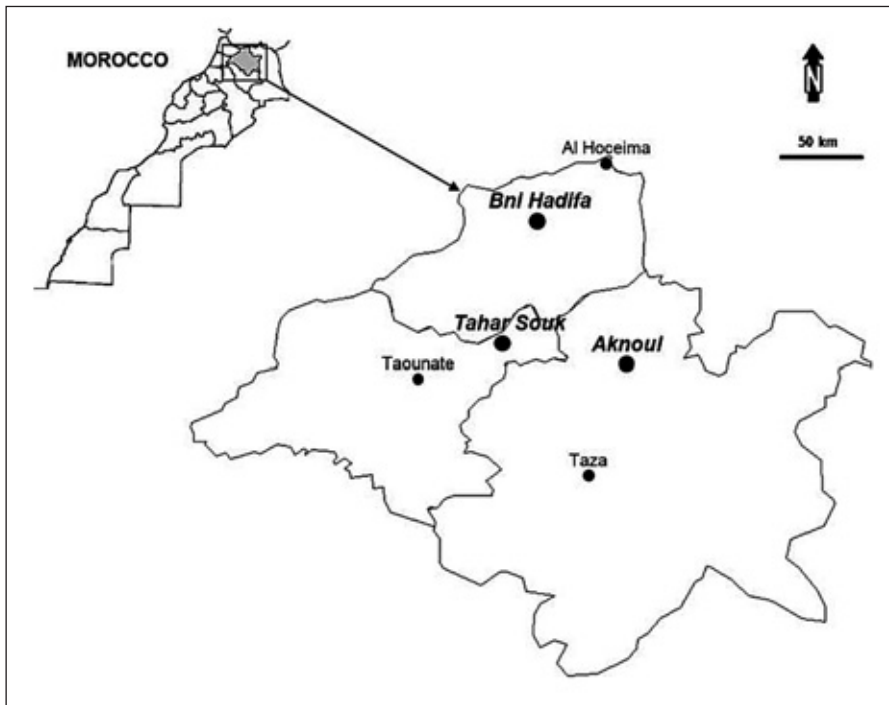 MOROCCO
N
50 km
Al Hoceima
BnI Hadifa
Tahar Souk
Aknoul
Taounate
Taza